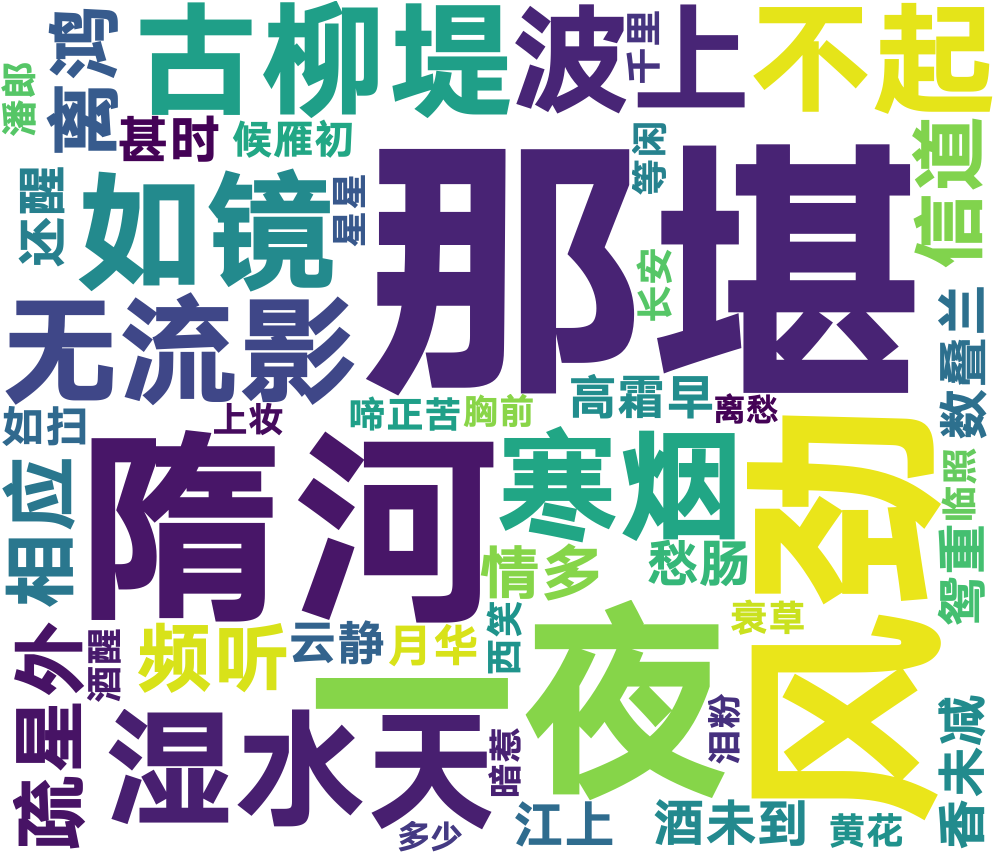 古柳堤
波上
千里
不起
离鸿
潘郎
甚时
候雁初
信道
等闲
还醒
如镜
星星
那堪
长安
无流影
数叠兰
如扫
上妆
啼正苦
胸前
高霜早
离愁
隋河
寒烟
风劲
临照
相应
情多
愁肠
鸳重
疏星外
酒醒
频听
云静
月华
西笑
一夜
衰草
湿水天
暗惹
泪粉
香未减
多少
江上
酒未到
黄花